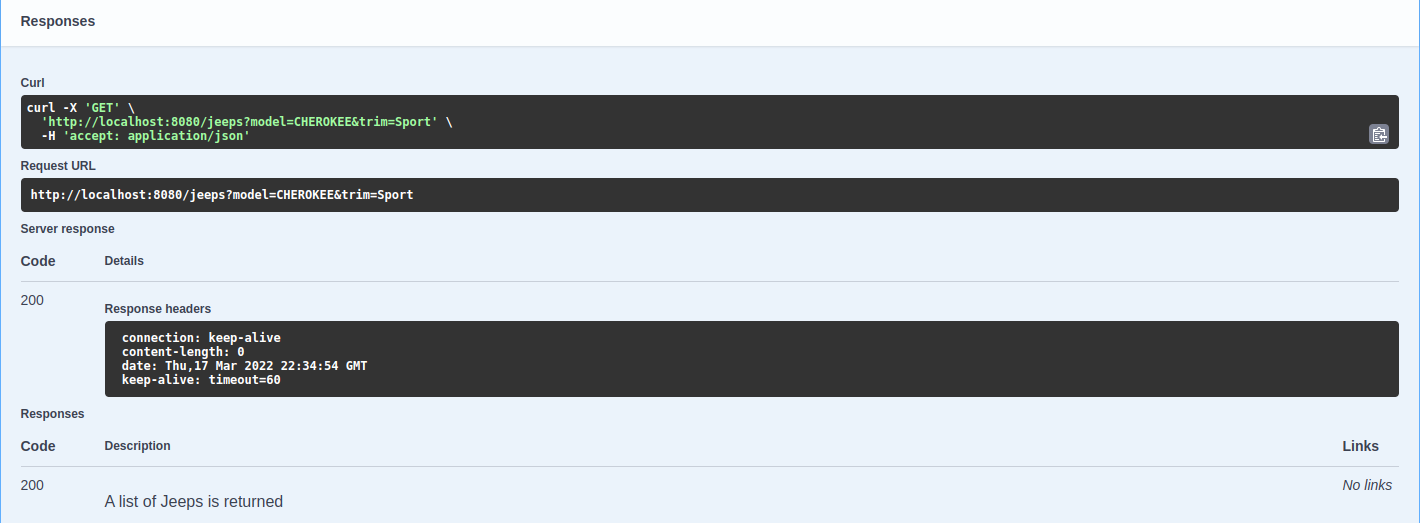 Responses
Curl
curl -X 'GET' \
'http://localhost:8080/jeeps?model=CHEROKEE&trim=Sport' \
-H 'accept: application/json'
Request URL
http://localhost:8080/jeeps?model=CHEROKEE&trim=Sport
Server response
Code Details
200
Response headers
connection: keep-alive
content-length: 0
date: Thu,17 Mar 2022 22:34:54 GMT
keep-alive: timeout=60
Responses
Code Description Links
200 No links
A list of Jeeps is returned